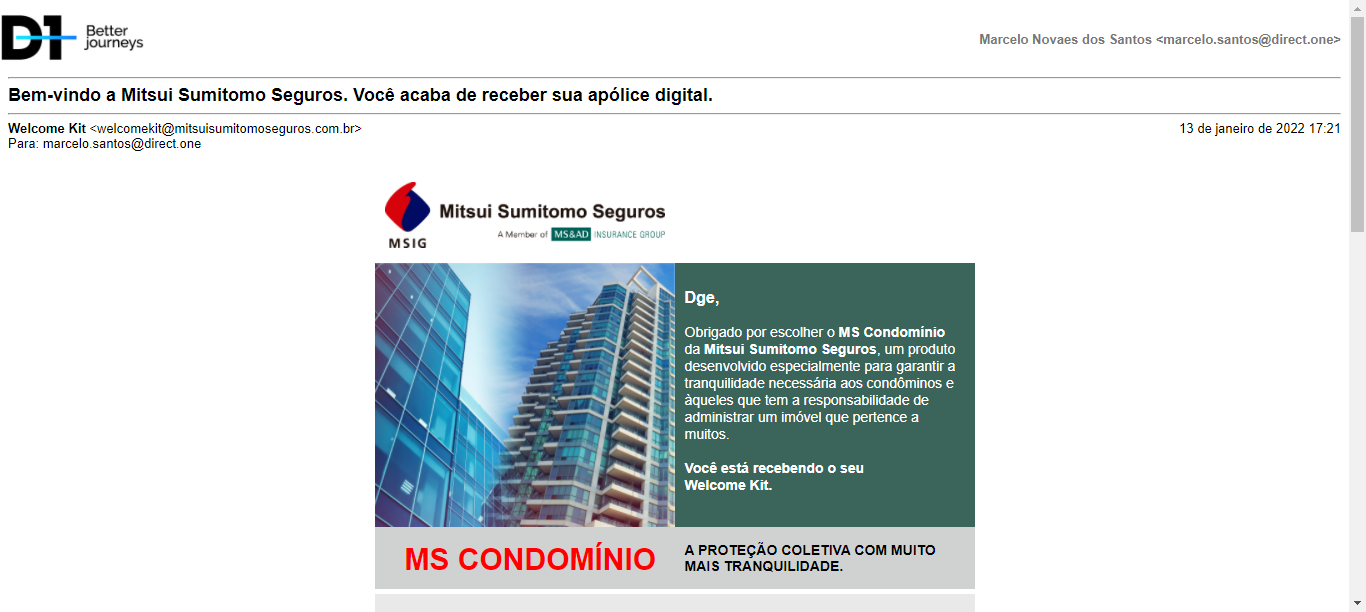 D1 Better
journeys
Marcelo Novaes dos Santos <marcelo.santos@direct.one>
Bem-vindo a Mitsui Sumitomo Seguros. Você acaba de receber sua apólice digital.
Welcome Kit <welcomekit@mitsuisumitomoseguros.com.br>
13 de janeiro de 2022 17:21
Para: marcelo.santos@direct.one
Mitsui Sumitomo Seguros
A Member of MS&AD INSURANCE GROUP
MSIG
Dge,
Obrigado por escolher o MS Condomínio
da Mitsui Sumitomo Seguros, um produto
desenvolvido especialmente para garantir a
tranquilidade necessária aos condôminos e
àqueles que tem a responsabilidade de
administrar um imóvel que pertence a
muitos.
Você está recebendo o seu
Welcome Kit.
MS CONDOMÍNIO
A PROTEÇÃO COLETIVA COM MUITO
MAIS TRANQUILIDADE.